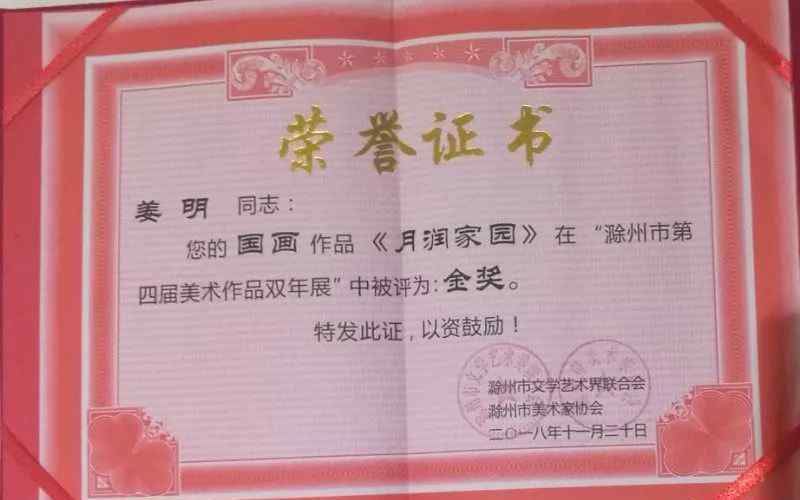 荣誉证书
姜明 同志：
您的 国画 作品《月润家园》在“滁州市第
四届美术作品双年展”中被评为：金奖。
特发此证，以资鼓励！
滁州市文学艺术界联合会
滁州市美术家协会
二〇一八年十一月二十日